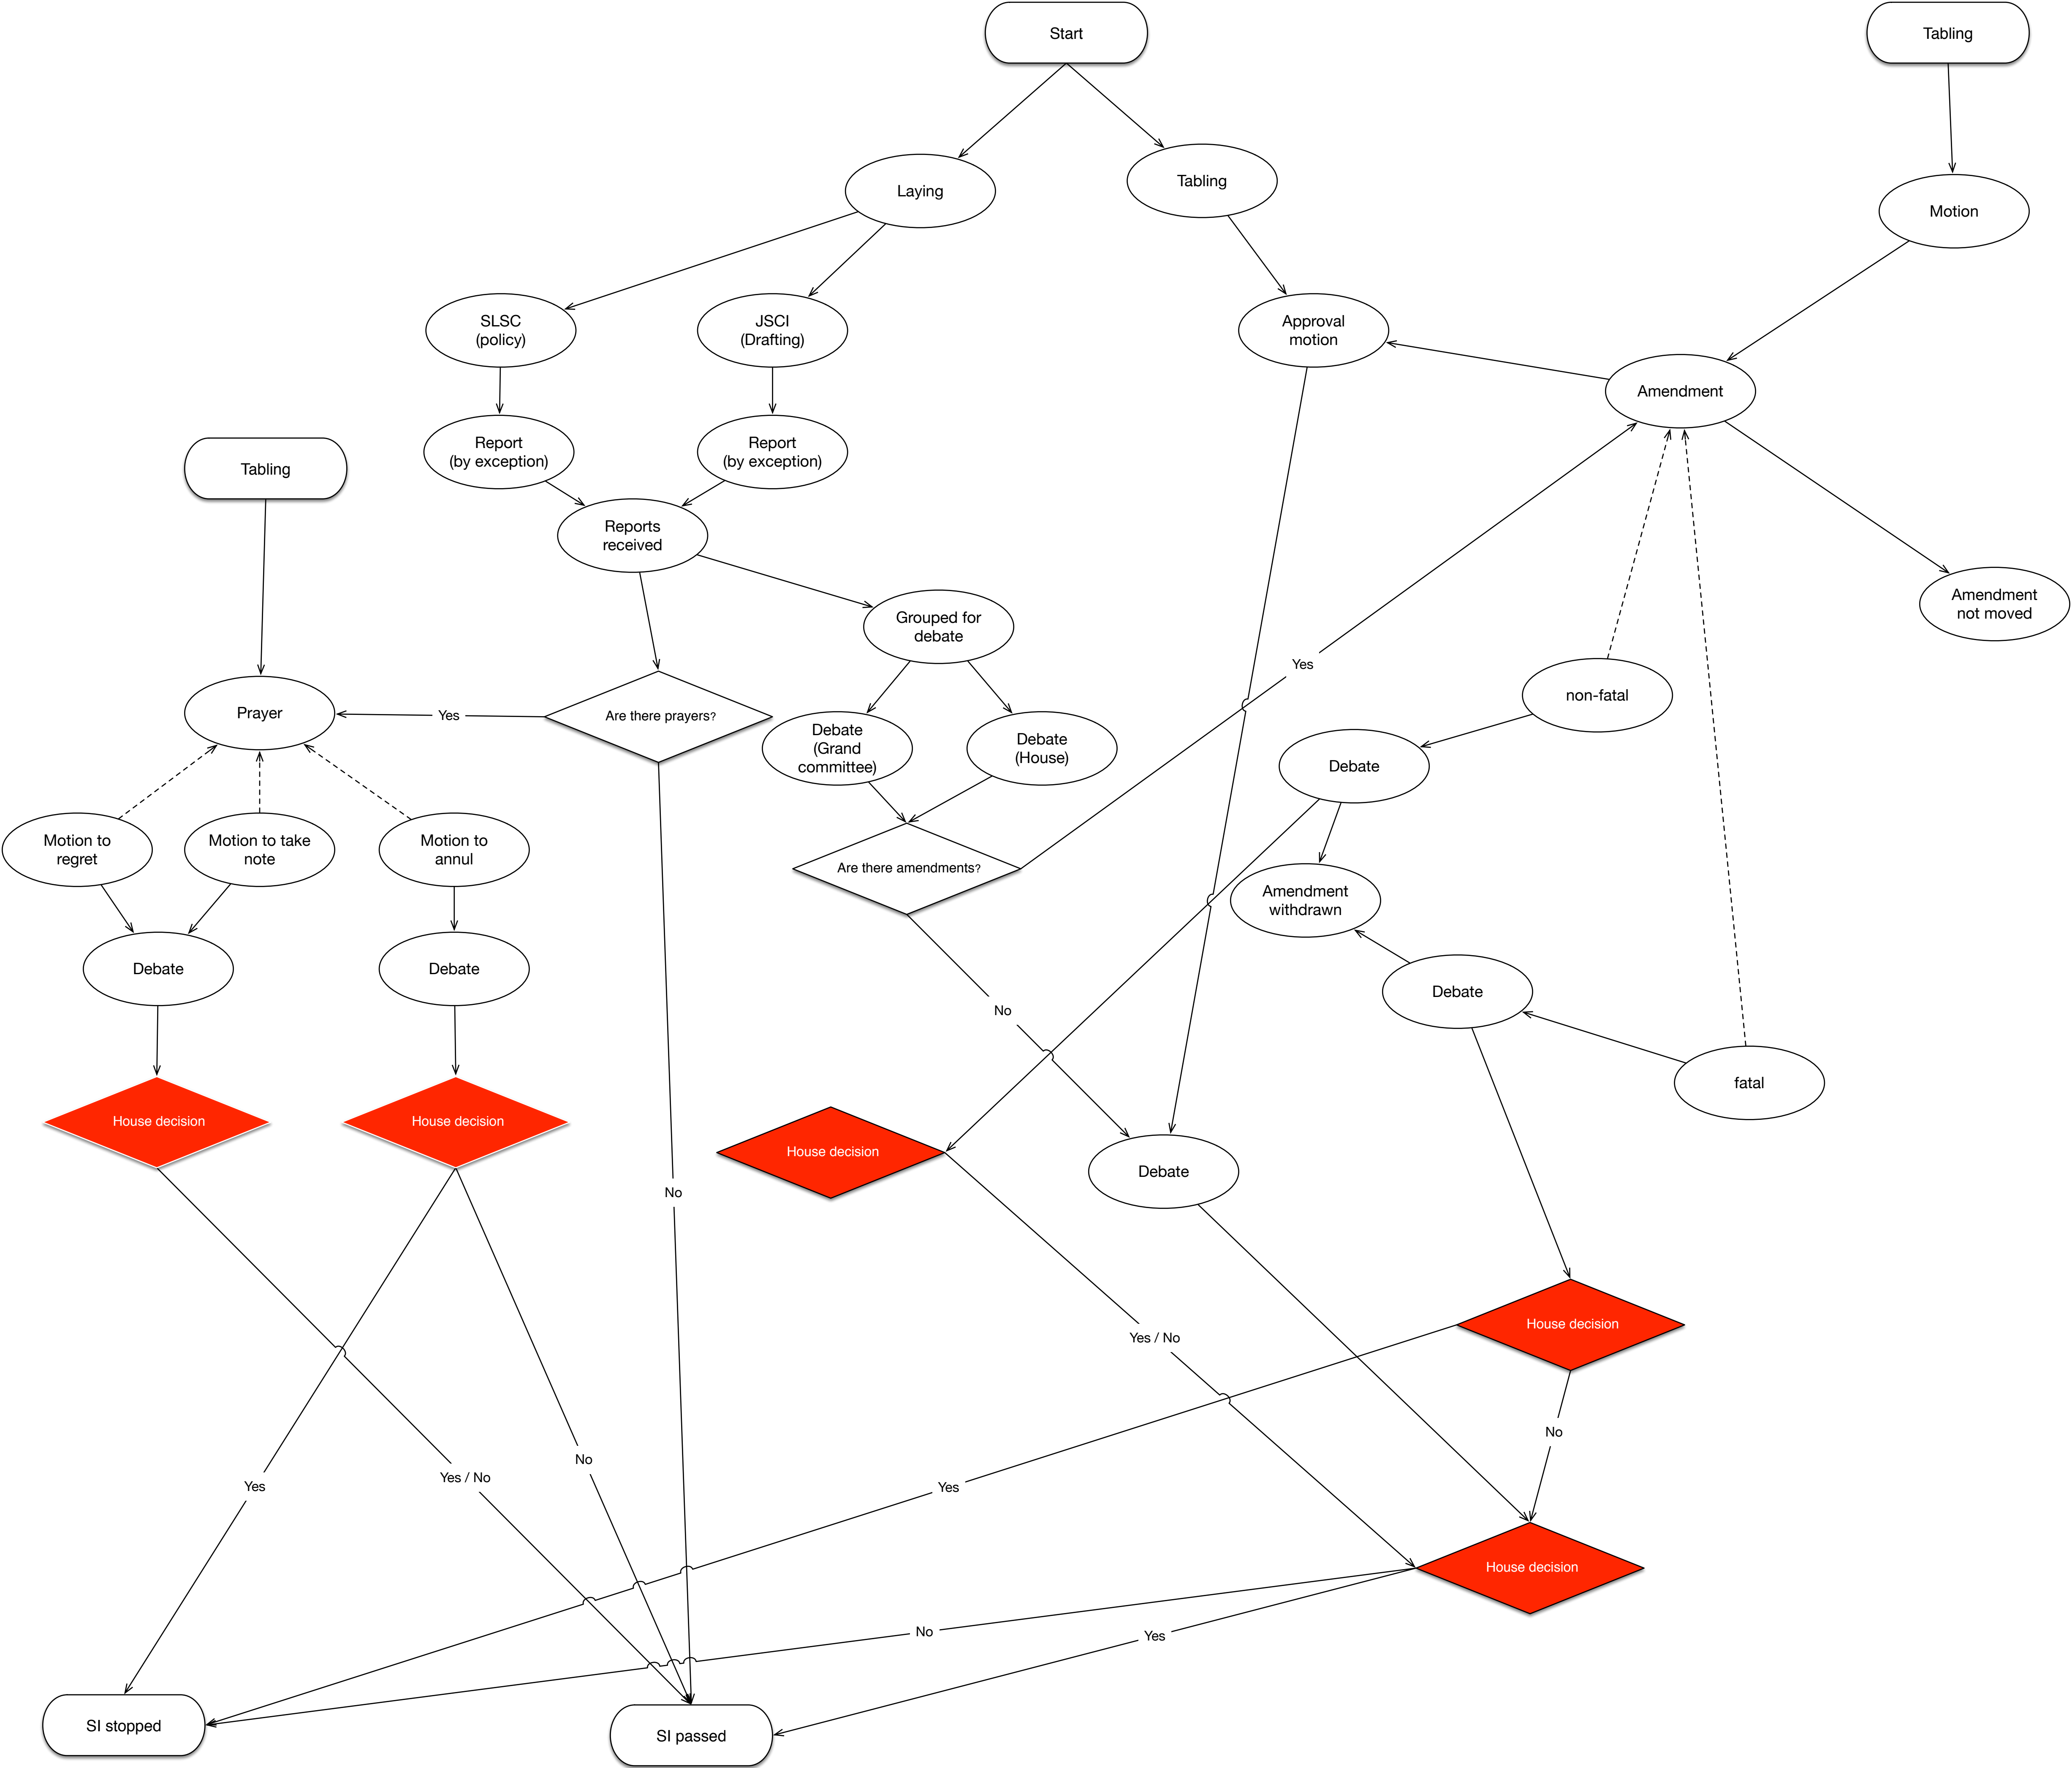 Start
Tabling
Laying
Tabling
Motion
SLSC
(policy)
JSCI
(Drafting)
Approval
motion
Amendment
Report
(by exception)
Report
(by exception)
Tabling
Reports
received
Amendment
not moved
Grouped for
debate
Yes
non-fatal
Prayer
Yes
Are there prayers?
Debate
(Grand
committee)
Debate
(House)
Debate
Motion to
regret
Motion to take
note
Motion to
annul
Are there amendments?
Amendment
withdrawn
Debate
Debate
Debate
No
fatal
House decision
House decision
House decision
Debate
No
House decision
Yes / No
No
No
Yes / No
Yes
Yes
House decision
No
Yes
SI stopped
SI passed